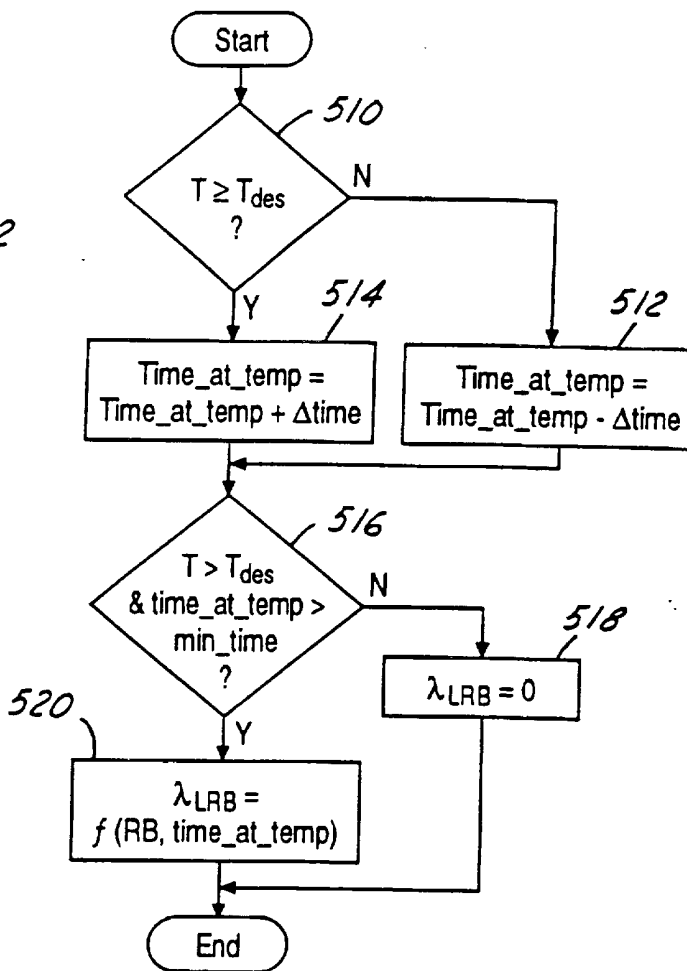 Start
510
T ≥ T_des
?
N
2
Y
514
512
Time_at_temp =
Time_at_temp + Δtime
Time_at_temp =
Time_at_temp - Δtime
516
T > T_des
& time_at_temp >
min_time
?
N
518
λ_LRB = 0
520
Y
λ_LRB =
f (RB, time_at_temp)
End